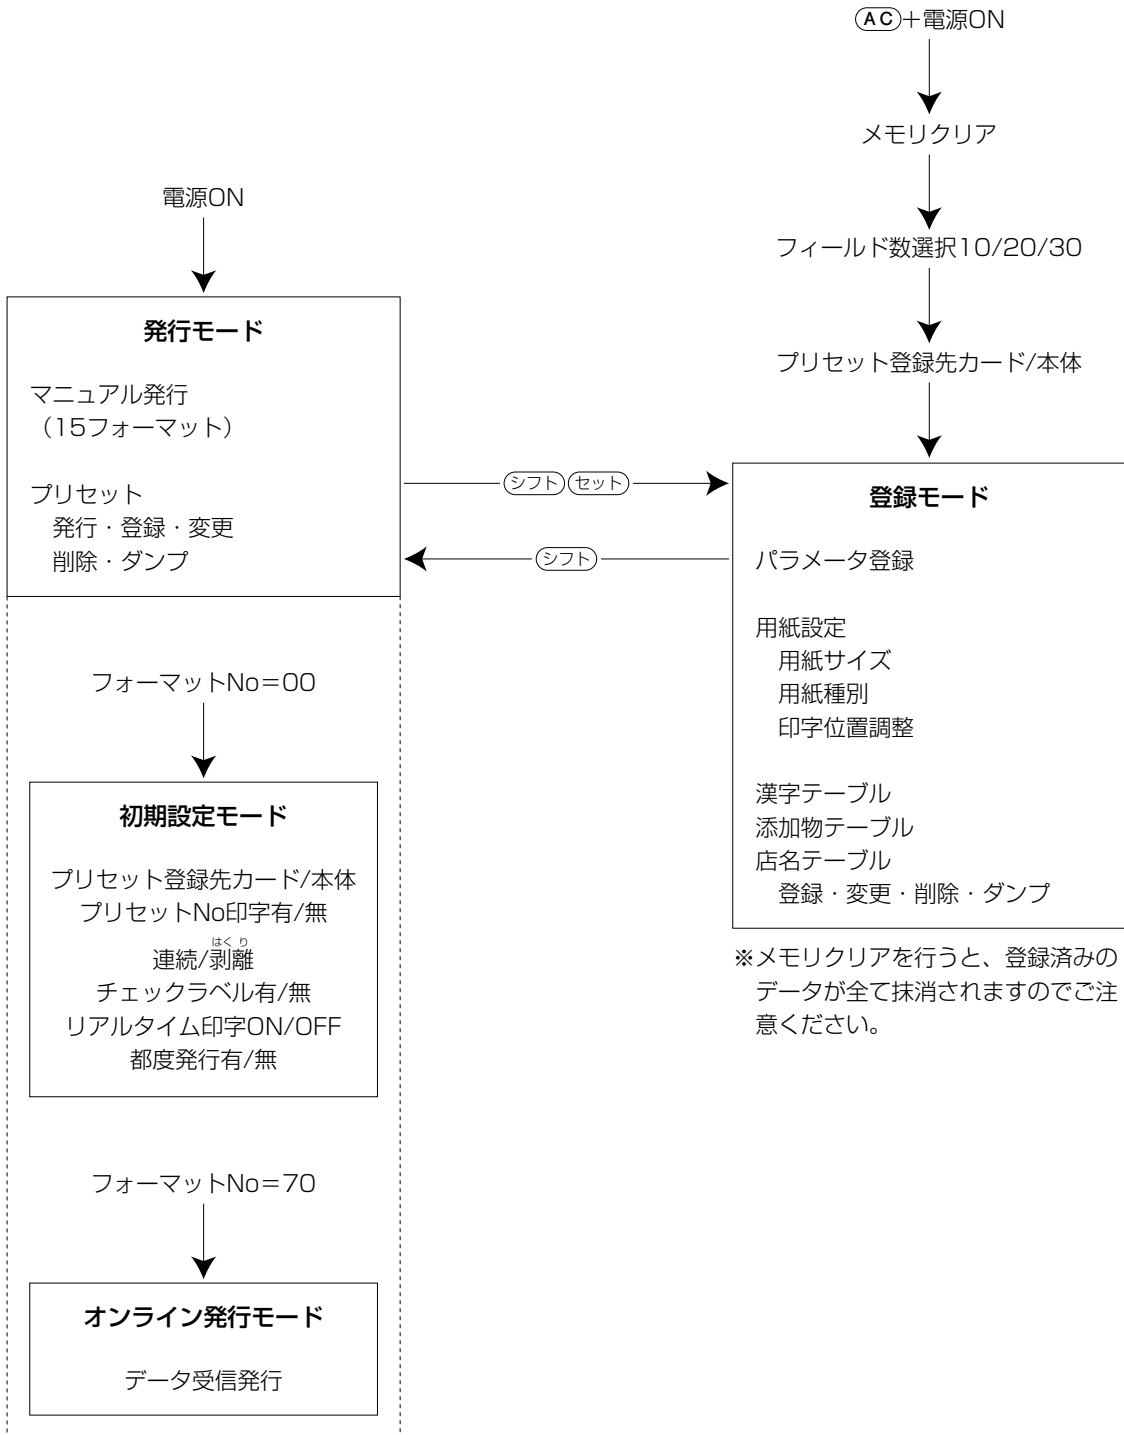 電源ON
発行モード
マニュアル発行
(15フォーマット)
プリセット
発行・登録・変更
削除・ダンプ
フォーマットNo=00
初期設定モード
プリセット登録先カード/本体
プリセットNo印字有/無
はくり
連続/剥離
チェックラベル有/無
リアルタイム印字ON/OFF
都度発行有/無
フォーマットNo=70
オンライン発行モード
データ受信発行
シフト セット
シフト
AC+電源ON
メモリクリア
フィールド数選択10/20/30
プリセット登録先カード/本体
登録モード
パラメータ登録
用紙設定
用紙サイズ
用紙種別
印字位置調整
漢字テーブル
添加物テーブル
店名テーブル
登録・変更・削除・ダンプ
※メモリクリアを行うと、登録済みの
データが全て抹消されますのでご注
意ください。